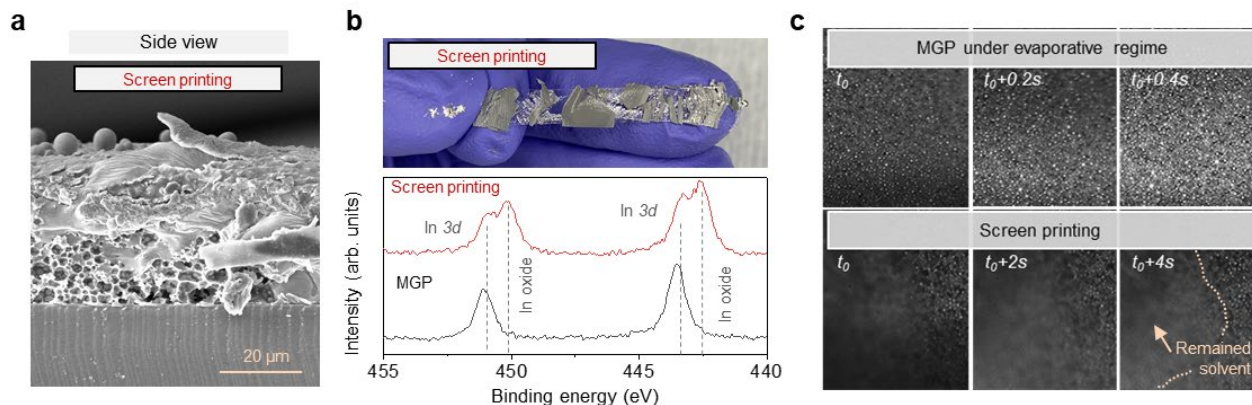 a
Side view
Screen printing
20 µm
b
Screen printing
Screen printing
In 3d
In 3d
MGP
In oxide
In oxide
Intensity (arb. units)
455
450
445
440
Binding energy (eV)
c
MGP under evaporative regime
t0
t0+0.2s
t0+0.4s
Screen printing
t0
t0+2s
t0+4s
Remained
solvent